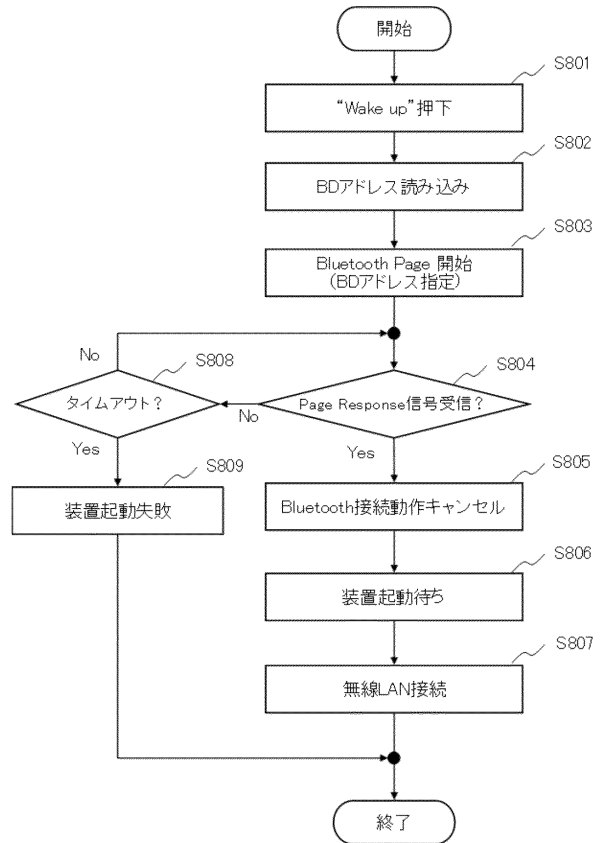 開始
S801
“Wake up”押下
S802
BDアドレス読み込み
S803
Bluetooth Page 開始
(BDアドレス指定)
No
S808
S804
タイムアウト？
No
Page Response信号受信？
Yes
Yes
S809
S805
装置起動失敗
Bluetooth接続動作キャンセル
S806
装置起動待ち
S807
無線LAN接続
終了